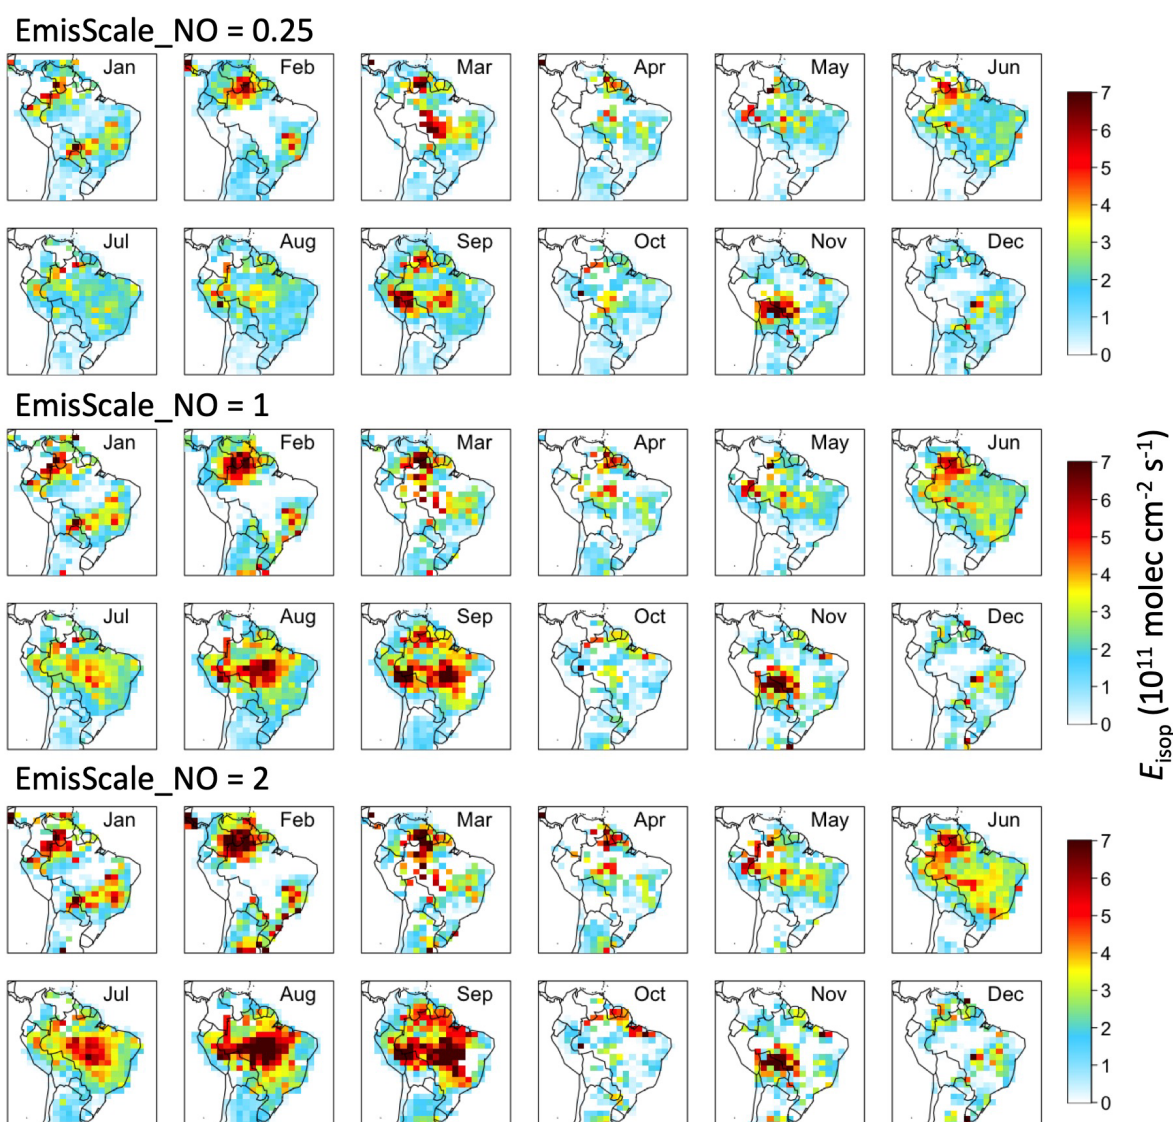 EmisScale_NO = 0.25
Jan Feb Mar Apr May Jun
Jul Aug Sep Oct Nov Dec
7
6
5
4
3
2
1
0
EmisScale_NO = 1
Jan Feb Mar Apr May Jun
Jul Aug Sep Oct Nov Dec
7
6
5
4
3
2
1
0
EmisScale_NO = 2
Jan Feb Mar Apr May Jun
Jul Aug Sep Oct Nov Dec
7
6
5
4
3
2
1
0
E_isop (10¹¹ molec cm⁻² s⁻¹)